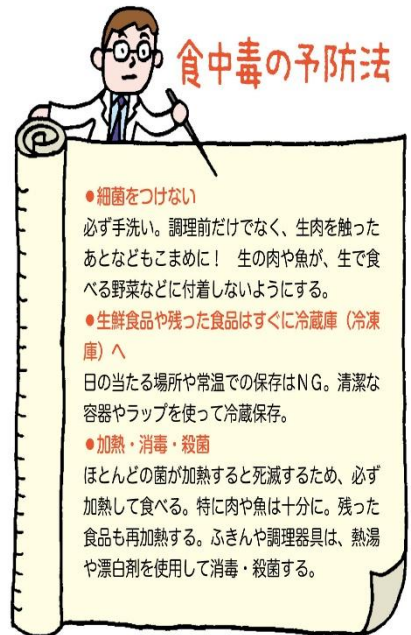 食中毒の予防法
●細菌をつけない
必ず手洗い。調理前だけでなく、生肉を触った
あとなどもこまめに！　生の肉や魚が、生で食
べる野菜などに付着しないようにする。
●生鮮食品や残った食品はすぐに冷蔵庫（冷凍
庫）へ
日の当たる場所や常温での保存はＮＧ。清潔な
容器やラップを使って冷蔵保存。
●加熱・消毒・殺菌
ほとんどの菌が加熱すると死滅するため、必ず
加熱して食べる。特に肉や魚は十分に。残った
食品も再加熱する。ふきんや調理器具は、熱湯
や漂白剤を使用して消毒・殺菌する。